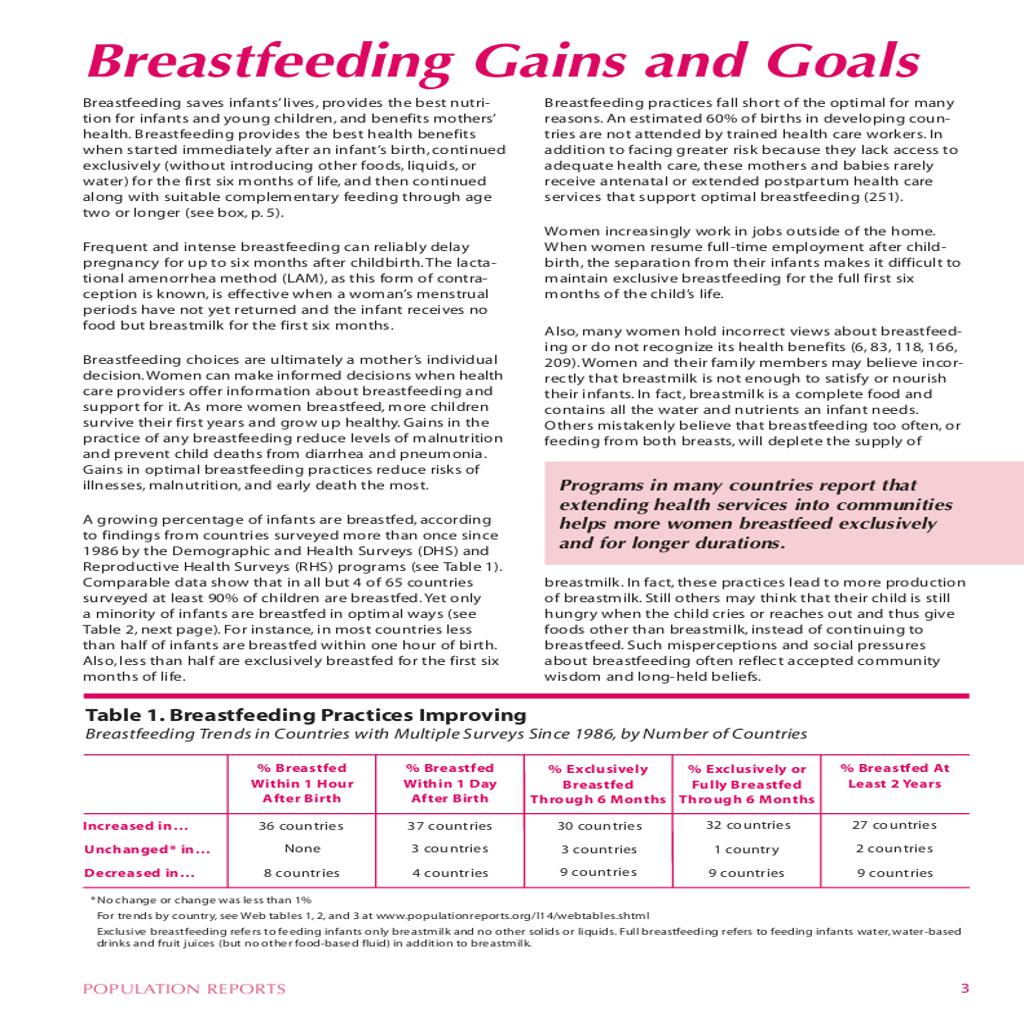 Breastfeeding Gains and Goals
Breastfeeding saves infants' lives, provides the best nutri-
tion for infants and young children, and benefits mothers'
health. Breastfeeding provides the best health benefits
when started immediately after an infant's birth, continued
exclusively (without introducing other foods, liquids, or
water) for the first six months of life, and then continued
along with suitable complementary feeding through age
two or longer (see box, p. 5).
Frequent and intense breastfeeding can reliably delay
pregnancy for up to six months after childbirth. The lacta-
tional amenorrhea method (LAM), as this form of contra-
ception is known, is effective when a woman's menstrual
periods have not yet returned and the infant receives no
food but breastmilk for the first six months.
Breastfeeding choices are ultimately a mother's individual
decision. Women can make informed decisions when health
care providers offer information about breastfeeding and
support for it. As more women breastfeed, more children
survive their first years and grow up healthy. Gains in the
practice of any breastfeeding reduce levels of malnutrition
and prevent child deaths from diarrhea and pneumonia.
Gains in optimal breastfeeding practices reduce risks of
illnesses, malnutrition, and early death the most.
A growing percentage of infants are breastfed, according
to findings from countries surveyed more than once since
1986 by the Demographic and Health Surveys (DHS) and
Reproductive Health Surveys (RHS) programs (see Table 1).
Comparable data show that in all but 4 of 65 countries
surveyed at least 90% of children are breastfed. Yet only
a minority of infants are breastfed in optimal ways (see
Table 2, next page). For instance, in most countries less
than half of infants are breastfed within one hour of birth.
Also, less than half are exclusively breastfed for the first six
months of life.
Breastfeeding practices fall short of the optimal for many
reasons. An estimated 60% of births in developing coun-
tries are not attended by trained health care workers. In
addition to facing greater risk because they lack access to
adequate health care, these mothers and babies rarely
receive antenatal or extended postpartum health care
services that support optimal breastfeeding (251).
Women increasingly work in jobs outside of the home.
When women resume full-time employment after child-
birth, the separation from their infants makes it difficult to
maintain exclusive breastfeeding for the full first six
months of the child's life.
Also, many women hold incorrect views about breastfeed-
ing or do not recognize its health benefits (6, 83, 118, 166,
209). Women and their family members may believe incor-
rectly that breastmilk is not enough to satisfy or nourish
their infants. In fact, breastmilk is a complete food and
contains all the water and nutrients an infant needs.
Others mistakenly believe that breastfeeding too often, or
feeding from both breasts, will deplete the supply of
Programs in many countries report that
extending health services into communities
helps more women breastfeed exclusively
and for longer durations.
breastmilk. In fact, these practices lead to more production
of breastmilk. Still others may think that their child is still
hungry when the child cries or reaches out and thus give
foods other than breastmilk, instead of continuing to
breastfeed. Such misperceptions and social pressures
about breastfeeding often reflect accepted community
wisdom and long-held beliefs.
Table 1. Breastfeeding Practices Improving
Breastfeeding Trends in Countries with Multiple Surveys Since 1986, by Number of Countries
% Breastfed Within 1 Hour After Birth % Breastfed Within 1 Day After Birth % Exclusively Breastfed Through 6 Months % Exclusively or Fully Breastfed Through 6 Months % Breastfed At Least 2 Years
Increased in... 36 countries 37 countries 30 countries 32 countries 27 countries
Unchanged* in... None 3 countries 3 countries 1 country 2 countries
Decreased in... 8 countries 4 countries 9 countries 9 countries 9 countries
*No change or change was less than 1%
For trends by country, see Web tables 1, 2, and 3 at www.populationreports.org/l14/webtables.shtml
Exclusive breastfeeding refers to feeding infants only breastmilk and no other solids or liquids. Full breastfeeding refers to feeding infants water, water-based
drinks and fruit juices (but no other food-based fluid) in addition to breastmilk.
POPULATION REPORTS 3